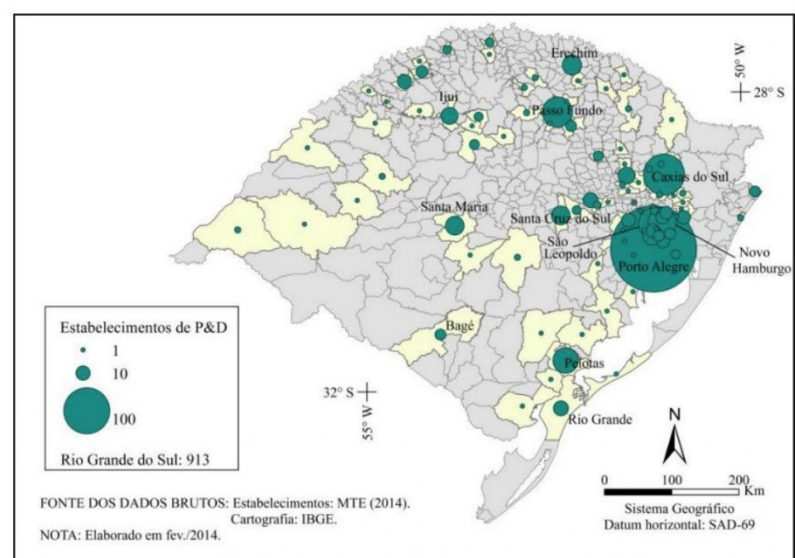 50° W
28° S
Erechim
Ijuí
Passo Fundo
Caxias do Sul
Santa Maria
Santa Cruz do Sul
São
Leopoldo
Novo
Hamburgo
Porto Alegre
Bagé
Pelotas
Rio Grande
32° S
55° W
Estabelecimentos de P&D
1
10
100
Rio Grande do Sul: 913
N
0 50 100 200
Km
Sistema Geográfico
Datum horizontal: SAD-69
FONTE DOS DADOS BRUTOS: Estabelecimentos: MTE (2014).
Cartografia: IBGE.
NOTA: Elaborado em fev./2014.